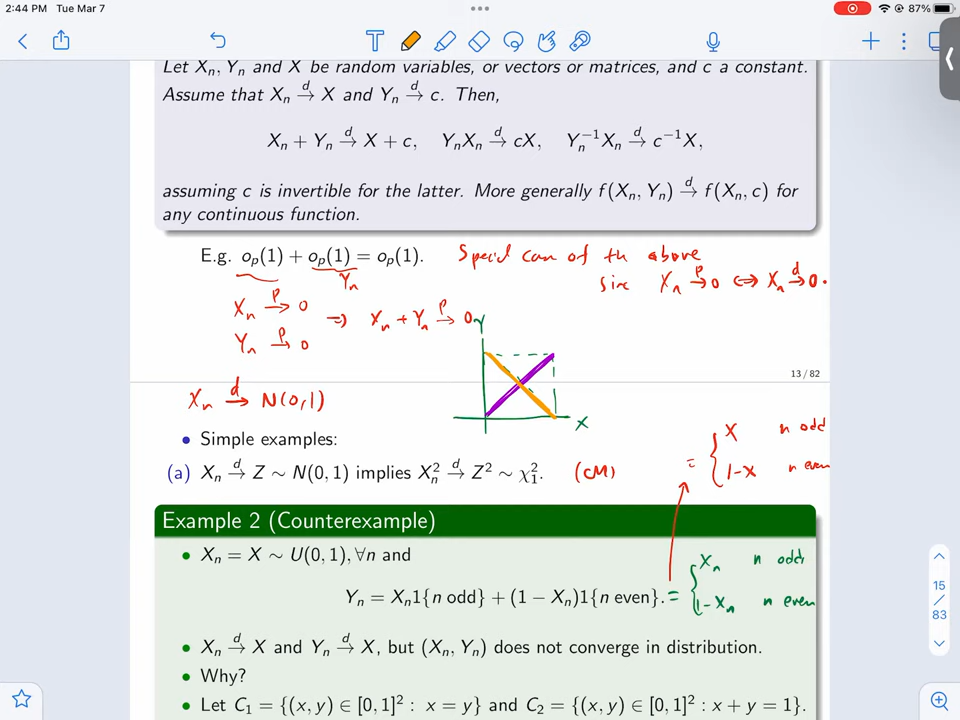 2:44 PM Tue Mar 7
87%
Let Xn, Yn and X be random variables, or vectors or matrices, and c a constant.
Assume that Xn →d X and Yn →d c. Then,
Xn + Yn →d X + c, YnXn →d cX, Yn⁻¹Xn →d c⁻¹X,
assuming c is invertible for the latter. More generally f(Xn, Yn) →d f(Xn, c) for
any continuous function.
E.g. op(1) + op(1) = op(1). of the above
Yn
Xn →p 0 ⇔ Xn →d 0.
Xn →p 0
⇒ Xn + Yn →p 0
Yn →p 0
Y
13 / 82
Xn →d N(0,1)
X
• Simple examples:
= { X n odd
1-X n even
(a) Xn →d Z ∼ N(0, 1) implies Xn² →d Z² ∼ χ₁². (CM)
Example 2 (Counterexample)
• Xn = X ∼ U(0, 1), ∀n and
Yn = Xn1{n odd} + (1 − Xn)1{n even}. = { Xn n odd
1-Xn n even
• Xn →d X and Yn →d X, but (Xn, Yn) does not converge in distribution.
• Why?
• Let C₁ = {(x, y) ∈ [0, 1]² : x = y} and C₂ = {(x, y) ∈ [0, 1]² : x + y = 1}.
15
/
83